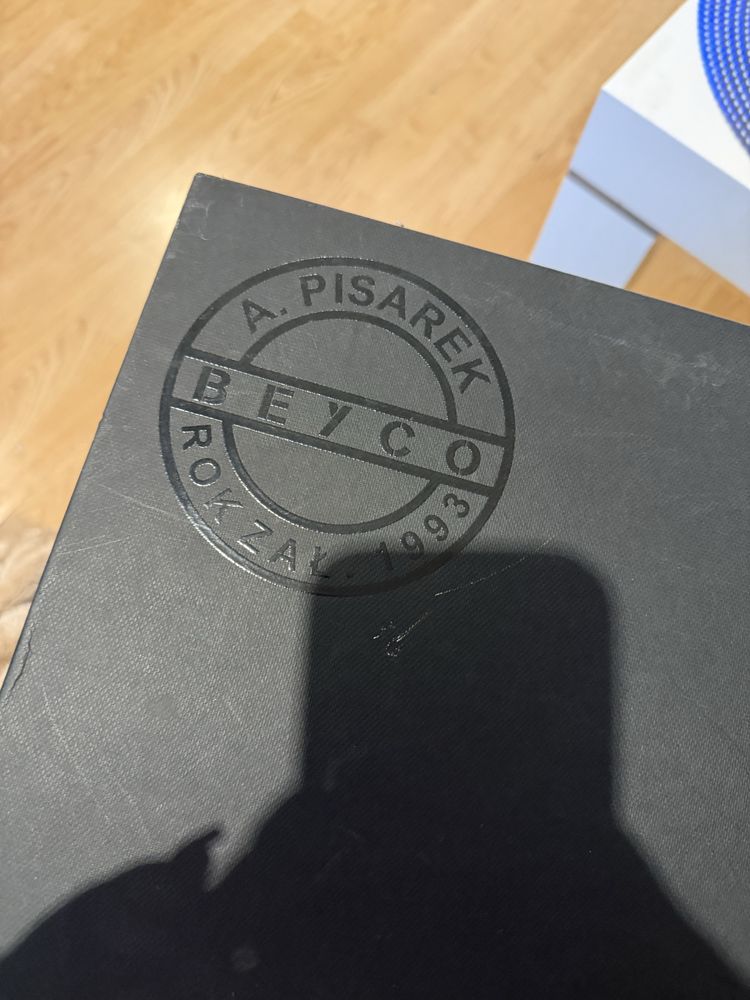 A. PISAREK
BEYCO
ROK ZAŁ. 1993